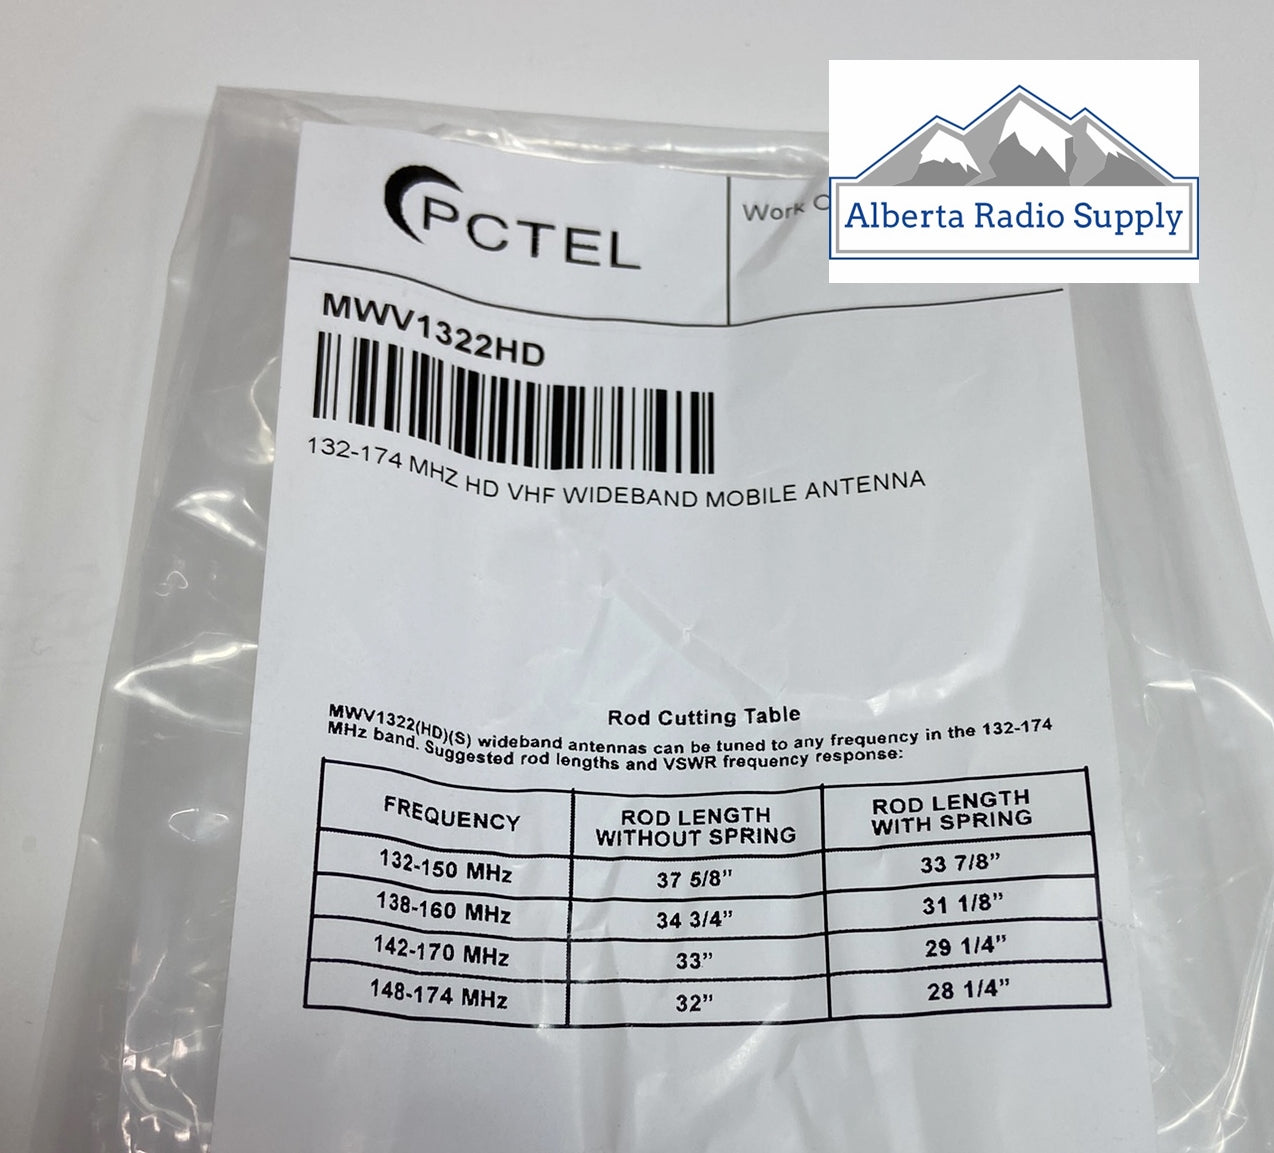 PCTEL
Work
Alberta Radio Supply
MWV1322HD
132-174 MHZ HD VHF WIDEBAND MOBILE ANTENNA
Rod Cutting Table
MWV1322(HD)(S) wideband antennas can be tuned to any frequency in the 132-174
MHz band. Suggested rod lengths and VSWR frequency response:
FREQUENCY
ROD LENGTH
WITHOUT SPRING
ROD LENGTH
WITH SPRING
132-150 MHz 37 5/8” 33 7/8”
138-160 MHz 34 3/4” 31 1/8”
142-170 MHz 33” 29 1/4”
148-174 MHz 32” 28 1/4”